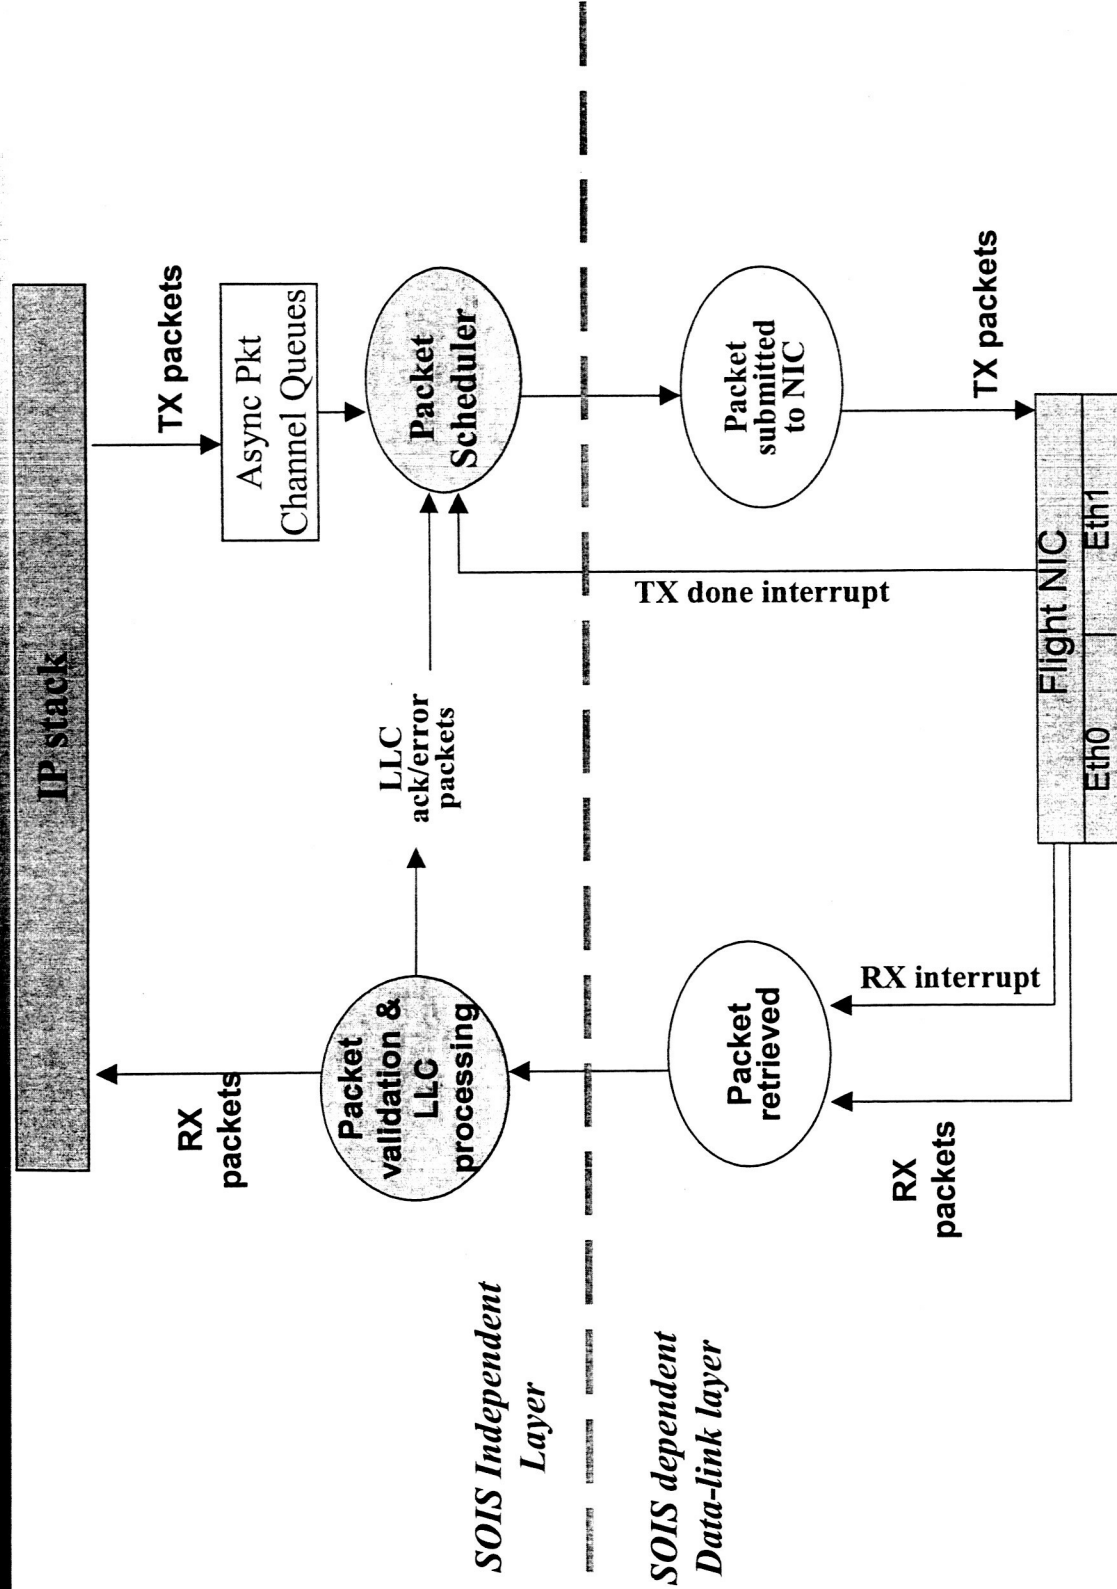 IP stack
RX
packets
TX packets
Async Pkt
Channel Queues
Packet
validation &
LLC
processing
LLC
ack/error
packets
Packet
Scheduler
SOIS Independent
Layer
SOIS dependent
Data-link layer
TX done interrupt
Packet
retrieved
Packet
submitted
to NIC
RX interrupt
RX
packets
TX packets
Flight NIC
Eth0
Eth1